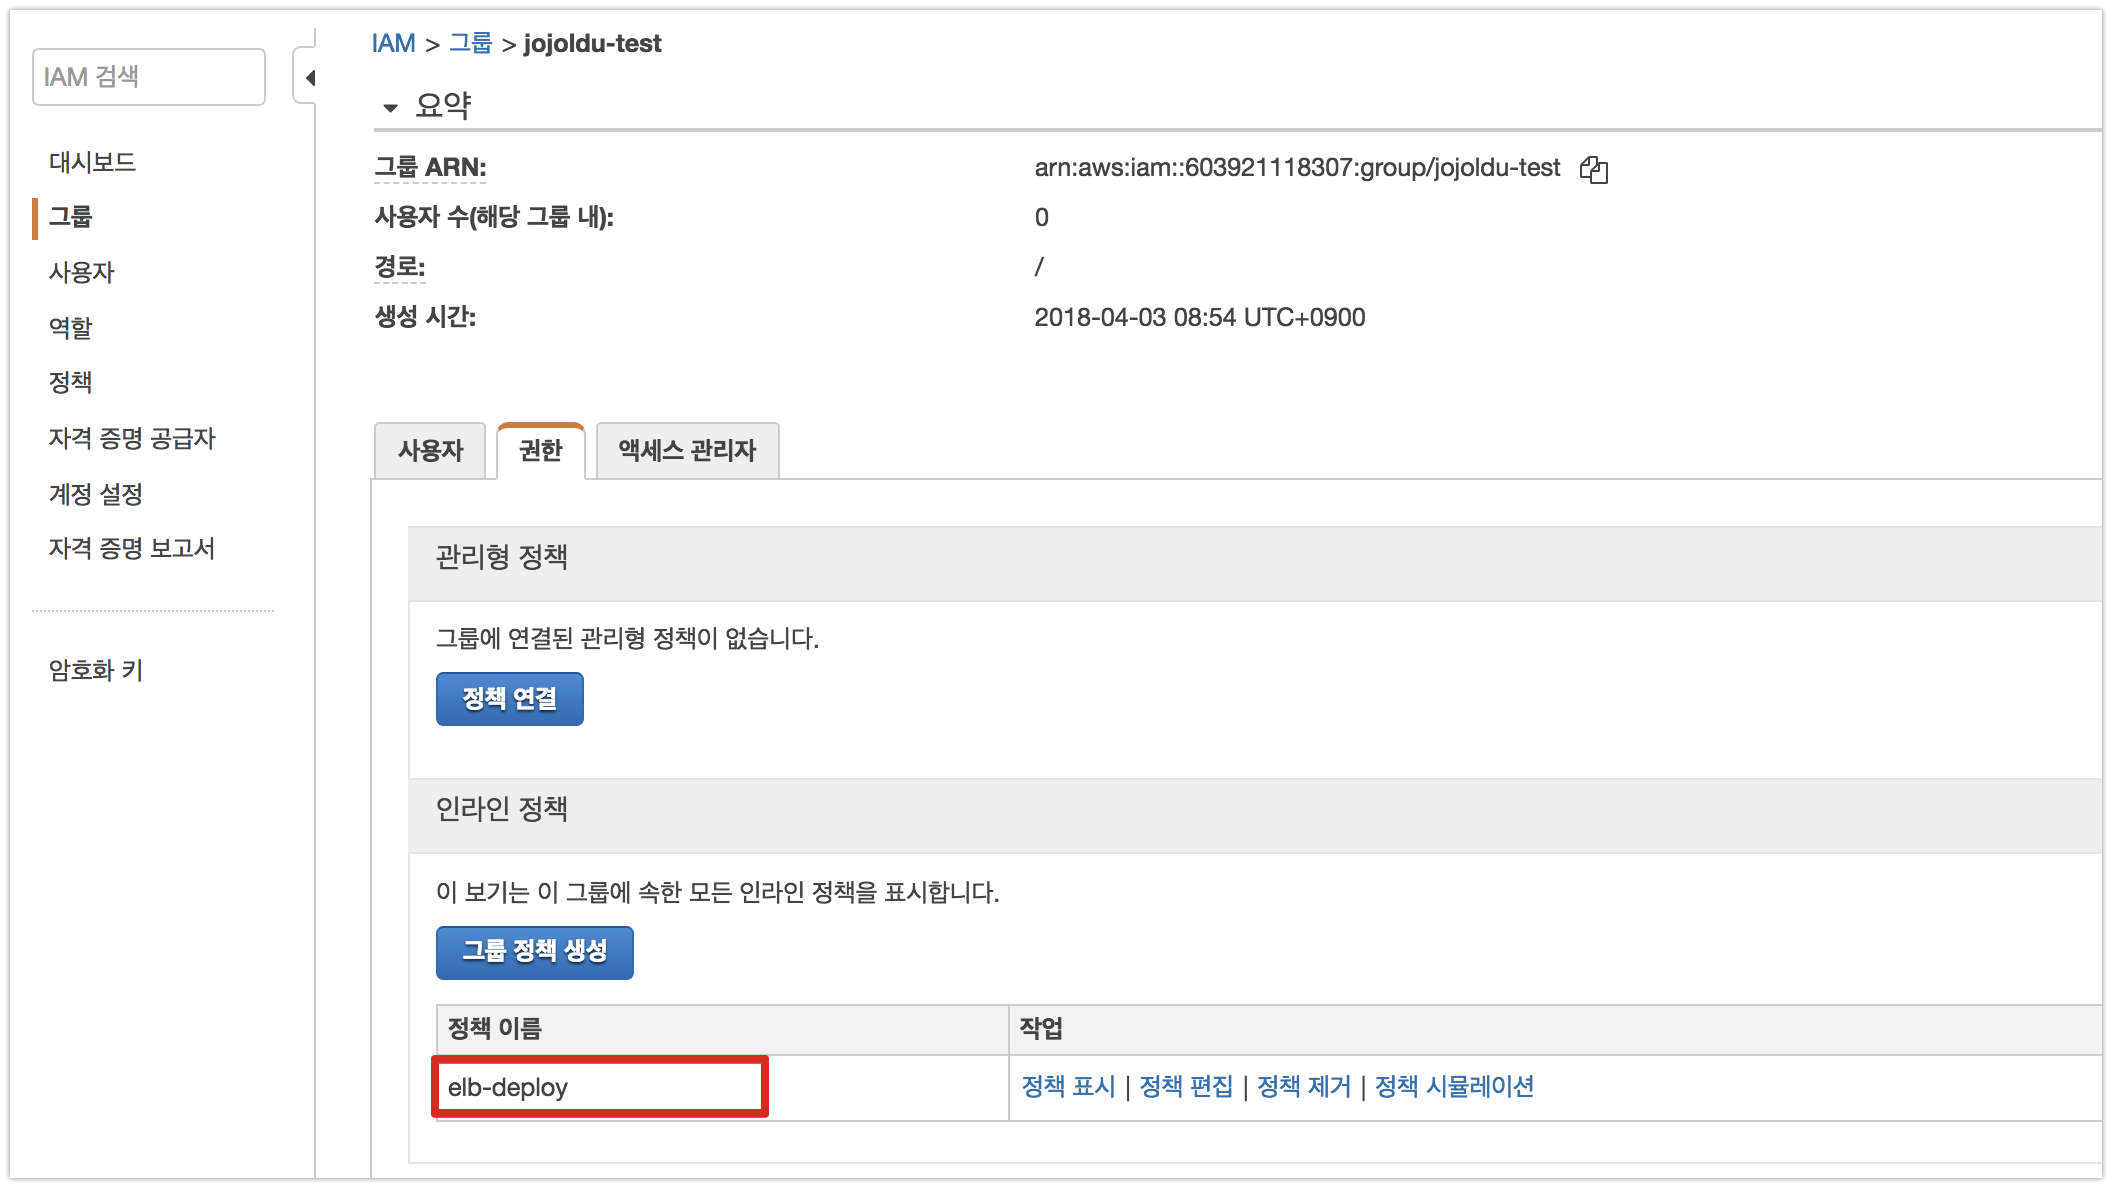 IAM 검색
대시보드
그룹
사용자
역할
정책
자격 증명 공급자
계정 설정
자격 증명 보고서
암호화 키
IAM > 그룹 > jojoldu-test
요약
그룹 ARN: arn:aws:iam::603921118307:group/jojoldu-test
사용자 수(해당 그룹 내): 0
경로: /
생성 시간: 2018-04-03 08:54 UTC+0900
사용자 권한 액세스 관리자
관리형 정책
그룹에 연결된 관리형 정책이 없습니다.
정책 연결
인라인 정책
이 보기는 이 그룹에 속한 모든 인라인 정책을 표시합니다.
그룹 정책 생성
정책 이름 작업
elb-deploy 정책 표시 | 정책 편집 | 정책 제거 | 정책 시뮬레이션